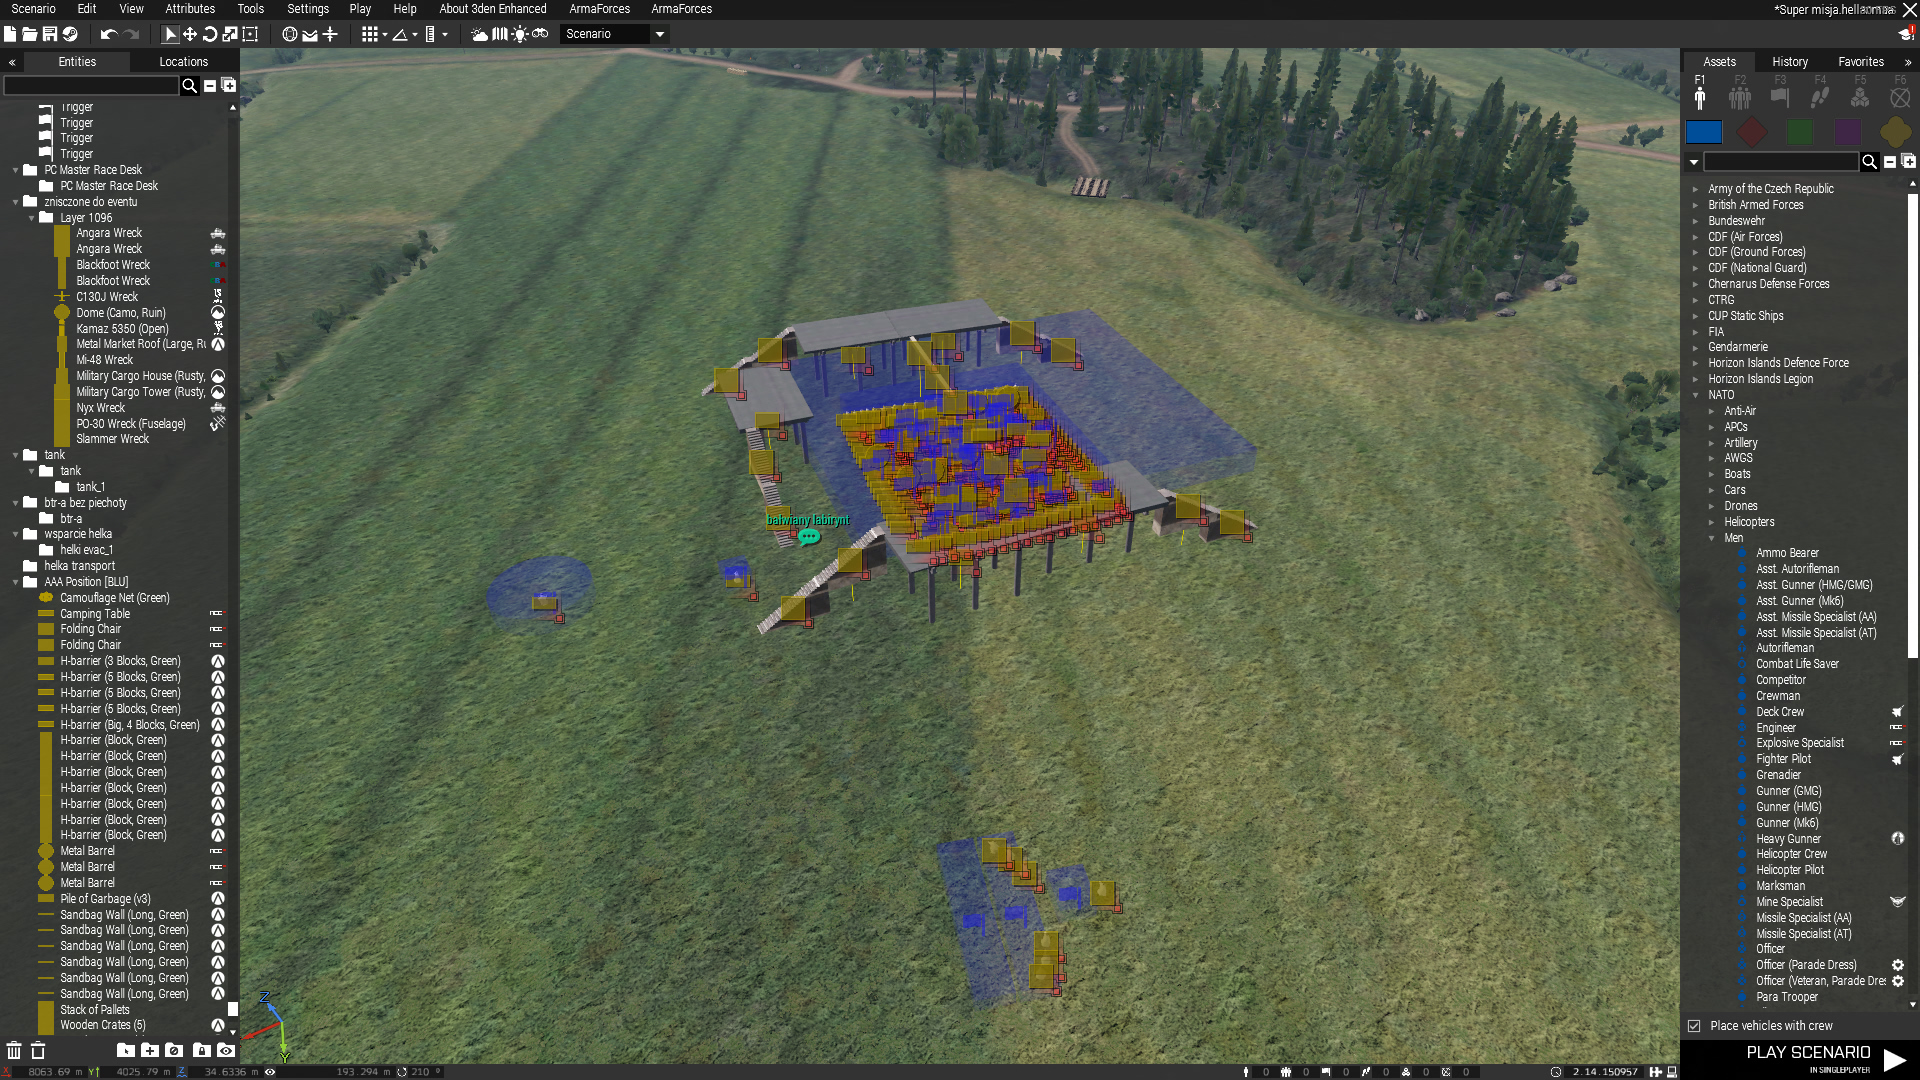 Scenario Edit View Attributes Tools Settings Play Help About 3den Enhanced ArmaForces ArmaForces
Scenario
Entities Locations
Trigger
Trigger
Trigger
Trigger
PC Master Race Desk
PC Master Race Desk
znisczone do eventu
Layer 1096
Angara Wreck
Angara Wreck
Blackfoot Wreck
Blackfoot Wreck
C130J Wreck
Dome (Camo, Ruin)
Kamaz 5350 (Open)
Metal Market Roof (Large, Ru
Mi-48 Wreck
Military Cargo House (Rusty,
Military Cargo Tower (Rusty,
Nyx Wreck
PO-30 Wreck (Fuselage)
Slammer Wreck
tank
tank
tank_1
btr-a bez piechoty
btr-a
wsparcie helka
helki evac_1
helka transport
AAA Position [BLU]
Camouflage Net (Green)
Camping Table
Folding Chair
Folding Chair
H-barrier (3 Blocks, Green)
H-barrier (5 Blocks, Green)
H-barrier (5 Blocks, Green)
H-barrier (5 Blocks, Green)
H-barrier (Big, 4 Blocks, Green)
H-barrier (Block, Green)
H-barrier (Block, Green)
H-barrier (Block, Green)
H-barrier (Block, Green)
H-barrier (Block, Green)
H-barrier (Block, Green)
H-barrier (Block, Green)
Metal Barrel
Metal Barrel
Metal Barrel
Pile of Garbage (v3)
Sandbag Wall (Long, Green)
Sandbag Wall (Long, Green)
Sandbag Wall (Long, Green)
Sandbag Wall (Long, Green)
Sandbag Wall (Long, Green)
Sandbag Wall (Long, Green)
Stack of Pallets
Wooden Crates (5)
X 8063.69 m Y 4025.79 m Z 34.6336 m 193.294 m 210 °
balwiany labirynt
Z
Y
Assets History Favorites
F1 F2 F3 F4 F5 F6
Army of the Czech Republic
British Armed Forces
Bundeswehr
CDF (Air Forces)
CDF (Ground Forces)
CDF (National Guard)
Chernarus Defense Forces
CTRG
CUP Static Ships
FIA
Gendarmerie
Horizon Islands Defence Force
Horizon Islands Legion
NATO
Anti-Air
APCs
Artillery
AWGS
Boats
Cars
Drones
Helicopters
Men
Ammo Bearer
Asst. Autorifleman
Asst. Gunner (HMG/GMG)
Asst. Gunner (Mk6)
Asst. Missile Specialist (AA)
Asst. Missile Specialist (AT)
Autorifleman
Combat Life Saver
Competitor
Crewman
Deck Crew
Engineer
Explosive Specialist
Fighter Pilot
Grenadier
Gunner (GMG)
Gunner (HMG)
Gunner (Mk6)
Heavy Gunner
Helicopter Crew
Helicopter Pilot
Marksman
Mine Specialist
Missile Specialist (AA)
Missile Specialist (AT)
Officer
Officer (Parade Dress)
Officer (Veteran, Parade Dres
Para Trooper
Place vehicles with crew
PLAY SCENARIO
IN SINGLEPLAYER
0 0 0 0 0 0 2.14.150957